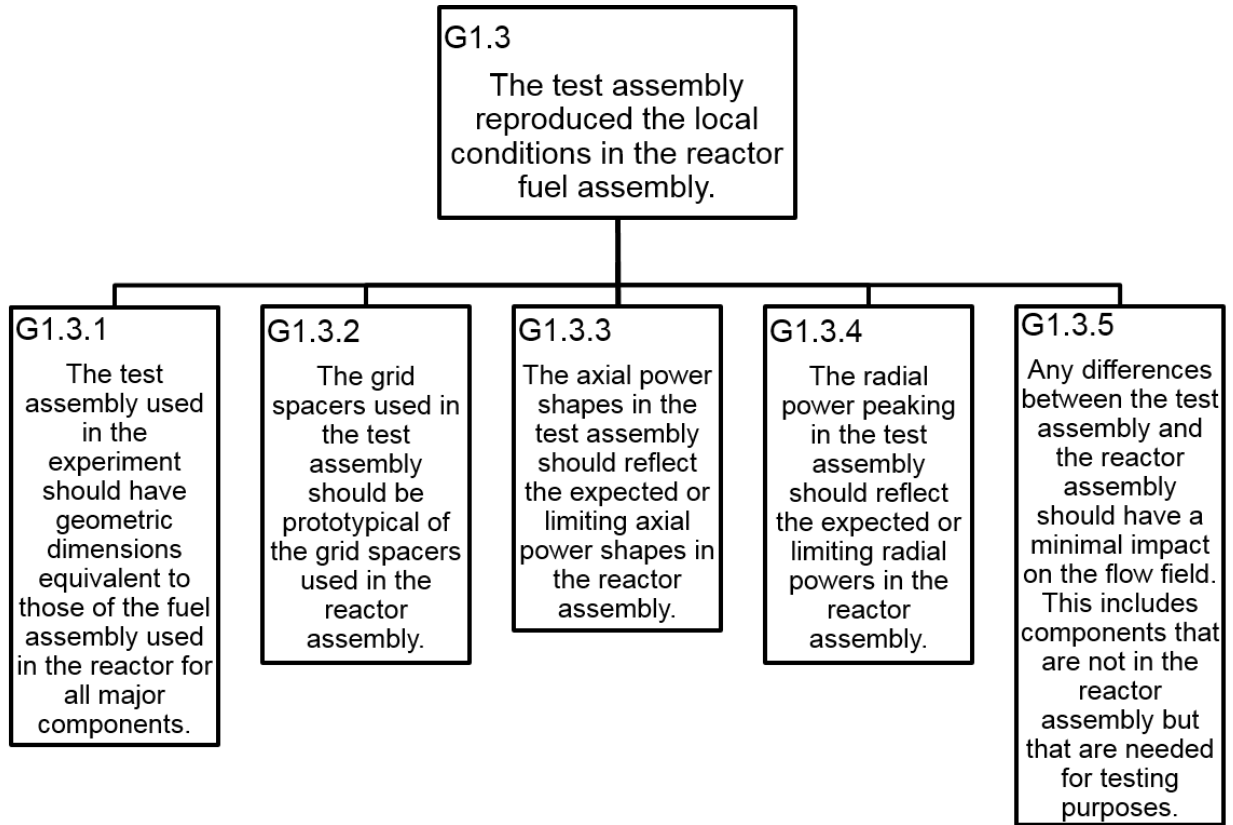 G1.3
The test assembly
reproduced the local
conditions in the reactor
fuel assembly.
G1.3.1
The test
assembly used
in the
experiment
should have
geometric
dimensions
equivalent to
those of the fuel
assembly used
in the reactor for
all major
components.
G1.3.2
The grid
spacers used in
the test
assembly
should be
prototypical of
the grid spacers
used in the
reactor
assembly.
G1.3.3
The axial power
shapes in the
test assembly
should reflect
the expected or
limiting axial
power shapes in
the reactor
assembly.
G1.3.4
The radial
power peaking
in the test
assembly
should reflect
the expected or
limiting radial
powers in the
reactor
assembly.
G1.3.5
Any differences
between the test
assembly and
the reactor
assembly
should have a
minimal impact
on the flow field.
This includes
components that
are not in the
reactor
assembly but
that are needed
for testing
purposes.